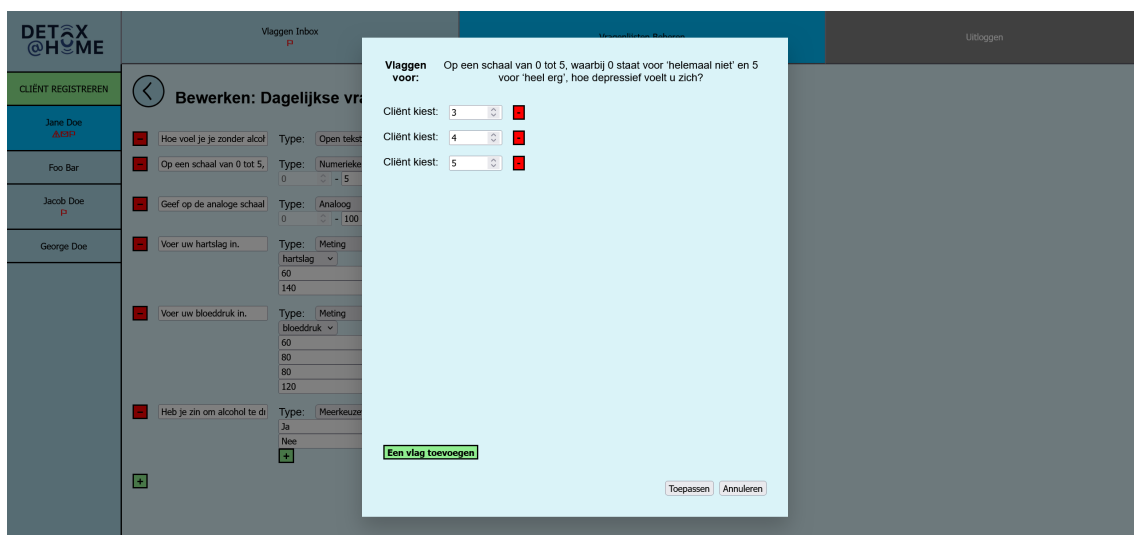 DETOX
@HOME
Vlaggen Inbox
Vragenlijsten Beheren
Uitloggen
CLIËNT REGISTREREN
Jane Doe
Foo Bar
Jacob Doe
George Doe
Bewerken: Dagelijkse vra
- Hoe voel je je zonder alcoh Type: Open tekst
- Op een schaal van 0 tot 5, Type: Numerieke
0 - 5
- Geef op de analoge schaal Type: Analoog
0 - 100
- Voer uw hartslag in. Type: Meting
hartslag
60
140
- Voer uw bloeddruk in. Type: Meting
bloeddruk
60
80
80
120
- Heb je zin om alcohol te dr Type: Meerkeuze
Ja
Nee
+
+
Vlaggen voor: Op een schaal van 0 tot 5, waarbij 0 staat voor ‘helemaal niet’ en 5
voor ‘heel erg’, hoe depressief voelt u zich?
Cliënt kiest: 3 -
Cliënt kiest: 4 -
Cliënt kiest: 5 -
Een vlag toevoegen
Toepassen Annuleren